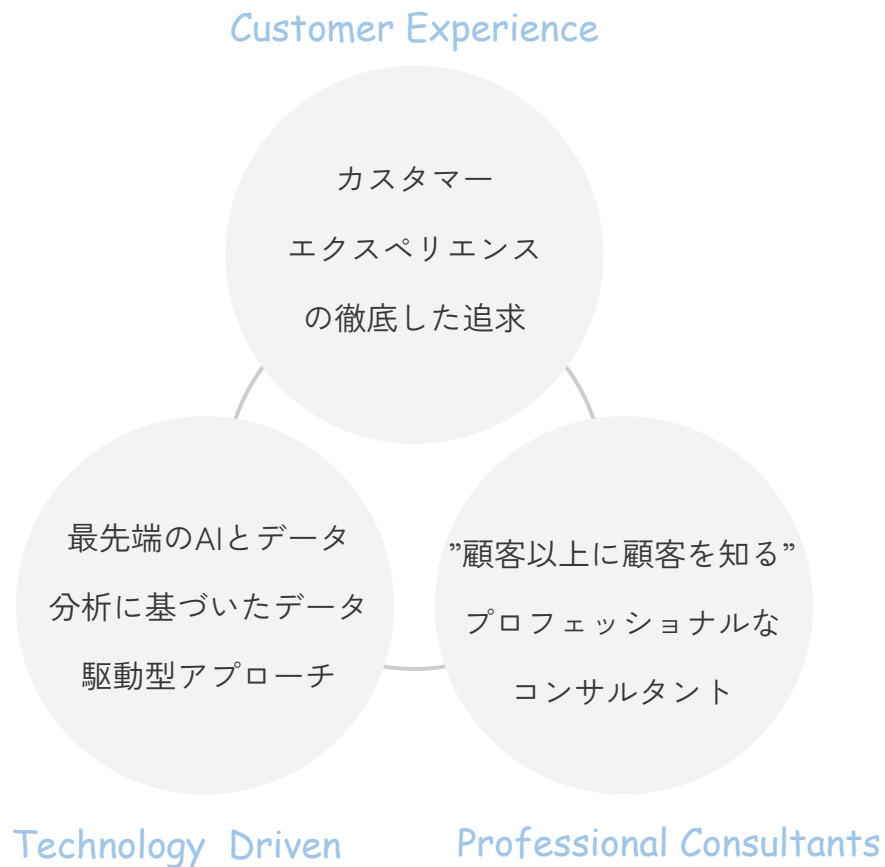 Customer Experience
カスタマー
エクスペリエンス
の徹底した追求
最先端のAIとデータ
分析に基づいたデータ
駆動型アプローチ
”顧客以上に顧客を知る”
プロフェッショナルな
コンサルタント
Technology Driven
Professional Consultants